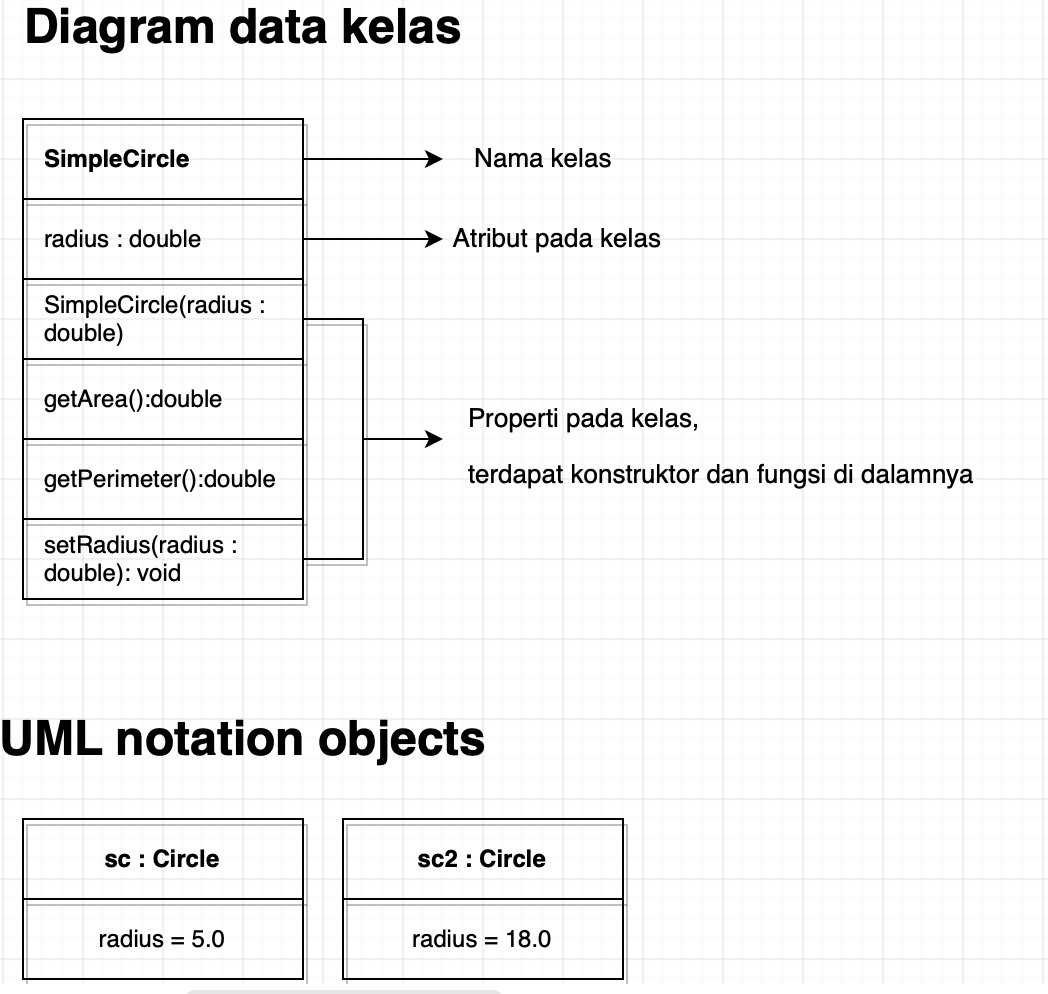 Diagram data kelas
SimpleCircle
Nama kelas
radius : double
Atribut pada kelas
SimpleCircle(radius :
double)
getArea():double
getPerimeter():double
setRadius(radius :
double): void
Properti pada kelas,
terdapat konstruktor dan fungsi di dalamnya
UML notation objects
sc : Circle
radius = 5.0
sc2 : Circle
radius = 18.0